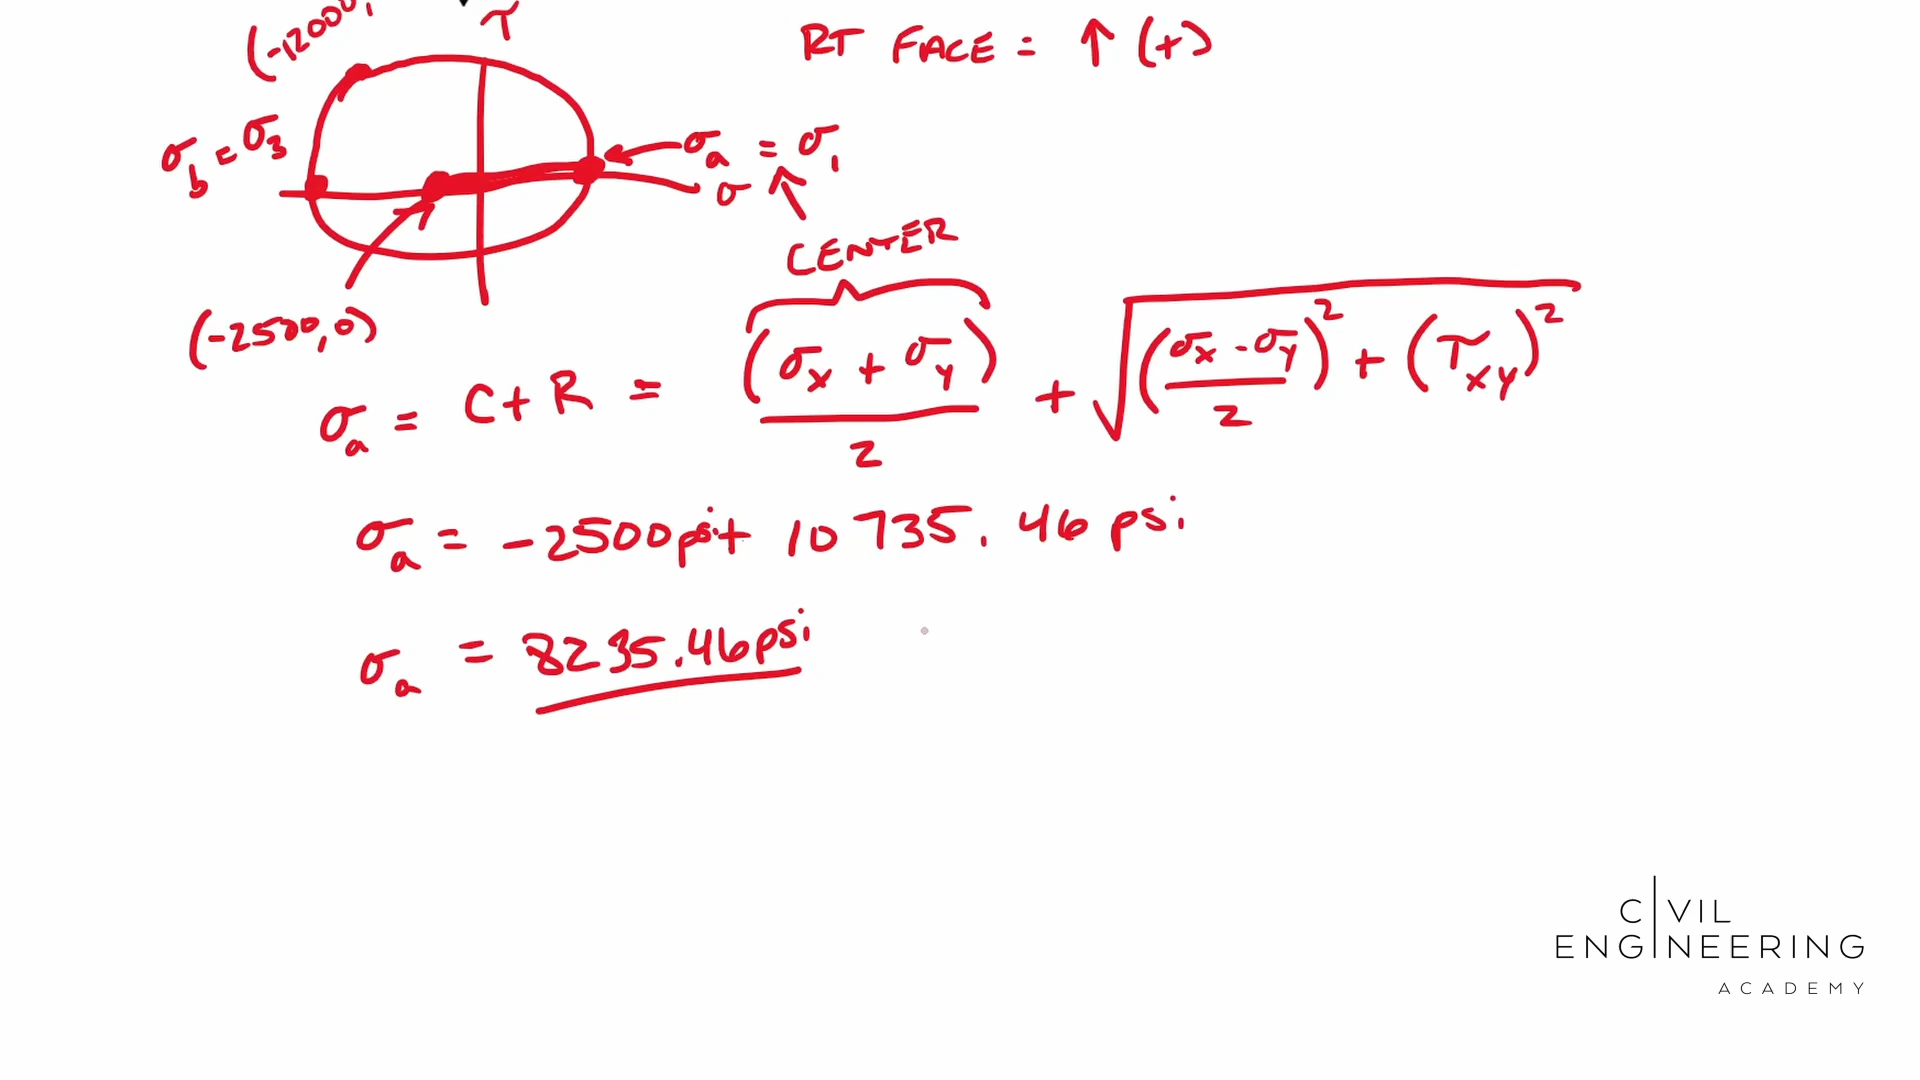 (-12000,
τ
RT FACE = ↑ (+)
σb = σ3
σa = σ1
σ
CENTER
(-2500,0)
σa = C+R = (σx + σy)/2 + √((σx - σy)/2)² + (τxy)²
σa = -2500psi + 10735.46 psi
σa = 8235.46psi
CIVIL
ENGINEERING
ACADEMY